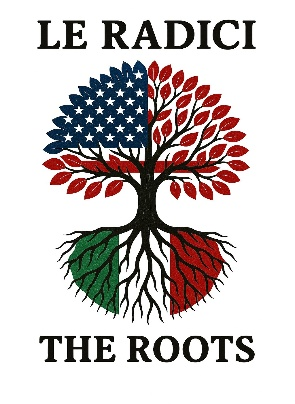 LE RADICI
THE ROOTS